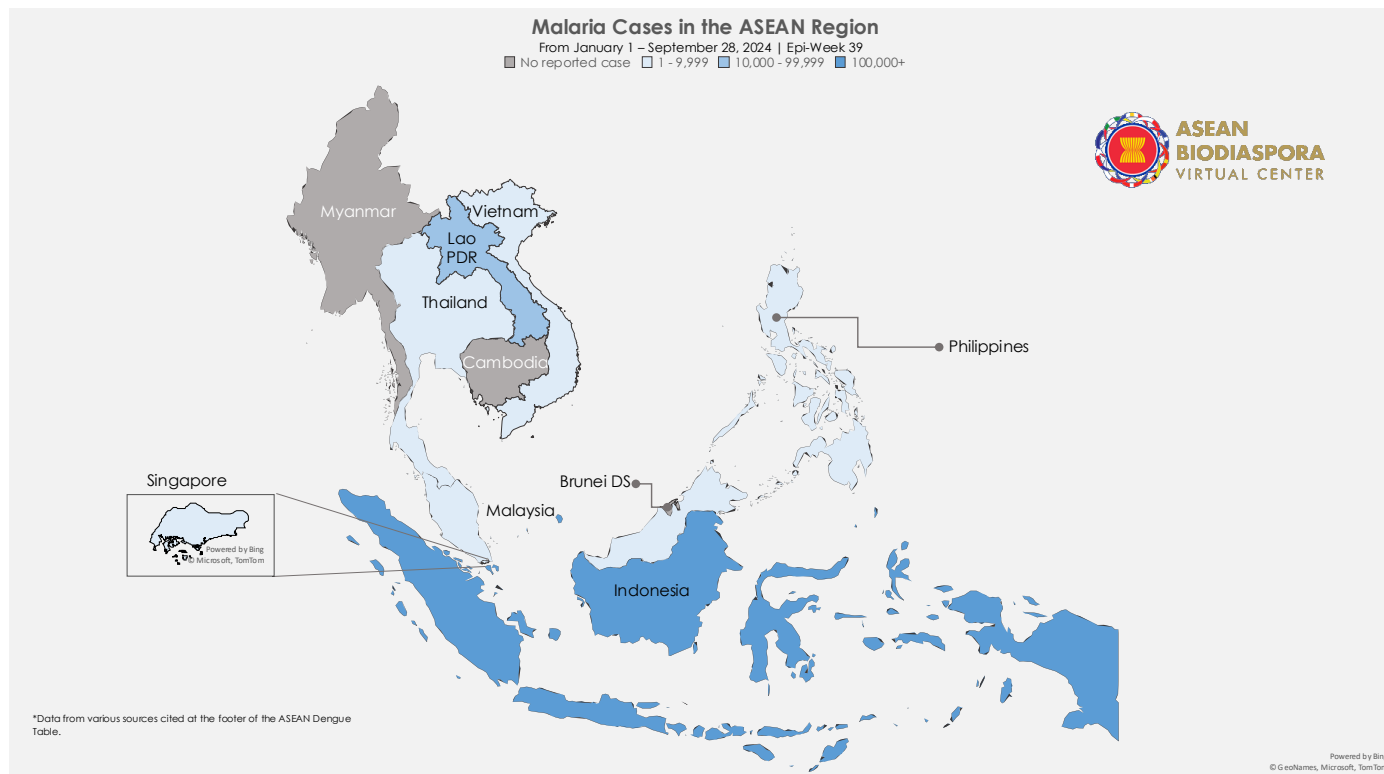 Malaria Cases in the ASEAN Region
From January 1 – September 28, 2024 | Epi-Week 39
No reported case 1 - 9,999 10,000 - 99,999 100,000+
ASEAN
BIODIASPORA
VIRTUAL CENTER
Myanmar
Vietnam
Lao
PDR
Thailand
Cambodia
Philippines
Singapore
Brunei DS
Malaysia
Powered by Bing
© Microsoft, TomTom
Indonesia
*Data from various sources cited at the footer of the ASEAN Dengue
Table.
Powered by Bing
© GeoNames, Microsoft, TomTom